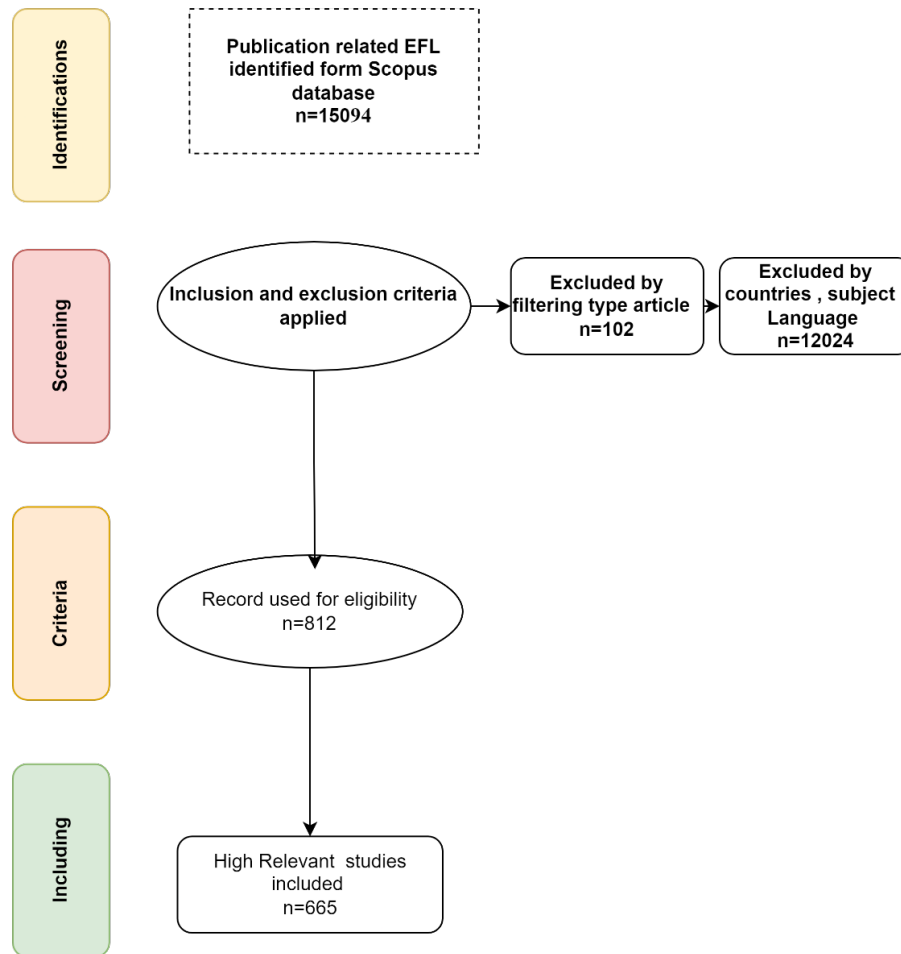 Identifications
Publication related EFL
identified form Scopus
database
n=15094
Screening
Inclusion and exclusion criteria
applied
Excluded by
filtering type article
n=102
Excluded by
countries , subject
Language
n=12024
Criteria
Record used for eligibility
n=812
Including
High Relevant studies
included
n=665